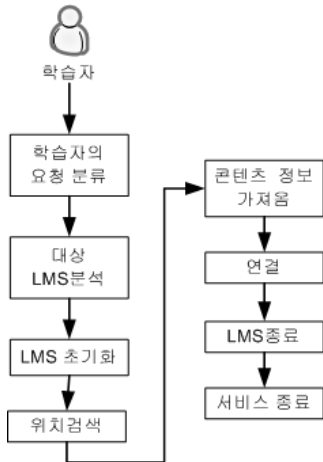 학습자
학습자의
요청 분류
대상
LMS분석
LMS 초기화
위치검색
콘텐츠 정보
가져옴
연결
LMS종료
서비스 종료